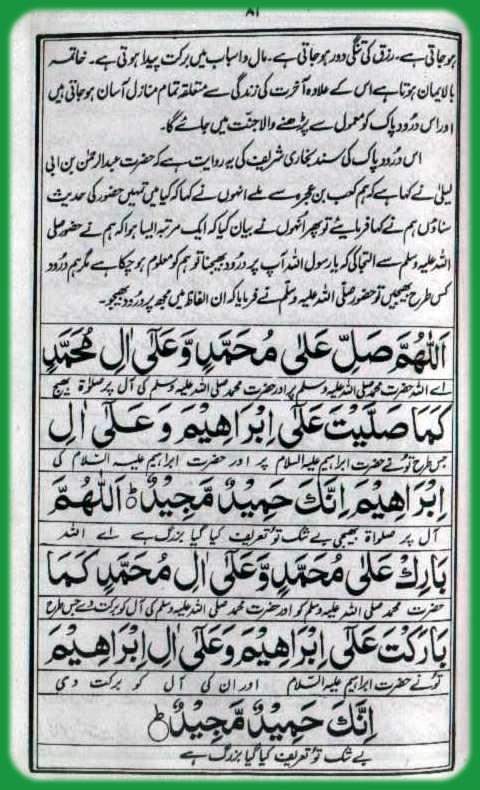 ۸۱
ہوجاتی ہے۔ رزق کی تنگی دور ہوجاتی ہے۔ مال واسباب میں برکت پیدا ہوتی ہے۔ خاتمہ
بالایمان ہوتا ہے اس کے علاوہ آخرت کی زندگی سے متعلقہ تمام منازل آسان ہوجاتی ہیں
اور اس درود پاک کو معمول سے پڑھنے والا جنت میں جائے گا۔
اس درود پاک کی سند بخاری شریف کی یہ روایت ہے کہ حضرت عبدالرحمٰن بن ابی
لیلیٰ نے کہا ہے کہ ہم کعب بن عجرہ سے ملے انہوں نے کہا کہ کیا میں تمہیں حضور کی حدیث
سناؤں ہم نے کہا فرمایئے تو پھر انہوں نے بیان کیا کہ ایک مرتبہ ایسا ہوا کہ ہم نے حضور صلی
اللہ علیہ وسلم سے التجا کی کہ یا رسول اللہ آپ پر درود بھیجنا تو ہم کو معلوم ہوچکا ہے مگر ہم درود
کس طرح بھیجیں تو حضور صلی اللہ علیہ وسلم نے فرمایا کہ ان الفاظ میں مجھ پر درود بھیجو۔
اَللّٰهُمَّ صَلِّ عَلٰى مُحَمَّدٍ وَّعَلٰٓى اٰلِ مُحَمَّدٍ
اے اللہ حضرت محمد صلی اللہ علیہ وسلم پر اور حضرت محمد صلی اللہ علیہ وسلم کی آل پر صلوٰۃ بھیج
كَمَا صَلَّيْتَ عَلٰٓى اِبْرَاهِيْمَ وَعَلٰٓى اٰلِ
جس طرح تو نے حضرت ابراہیم علیہ السلام پر اور حضرت ابراہیم علیہ السلام کی
اِبْرَاهِيْمَ اِنَّكَ حَمِيْدٌ مَّجِيْدٌ ؕ اَللّٰهُمَّ
آل پر صلوٰۃ بھیجی بے شک تو تعریف کیا گیا بزرگ ہے اے اللہ
بَارِكْ عَلٰى مُحَمَّدٍ وَّعَلٰٓى اٰلِ مُحَمَّدٍ كَمَا
حضرت محمد صلی اللہ علیہ وسلم کو اور حضرت محمد صلی اللہ علیہ وسلم کی آل کو برکت دے جس طرح
بَارَكْتَ عَلٰٓى اِبْرَاهِيْمَ وَعَلٰٓى اٰلِ اِبْرَاهِيْمَ
تو نے حضرت ابراہیم علیہ السلام اور ان کی آل کو برکت دی
اِنَّكَ حَمِيْدٌ مَّجِيْدٌ ؕ
بے شک تو تعریف کیا گیا بزرگ ہے